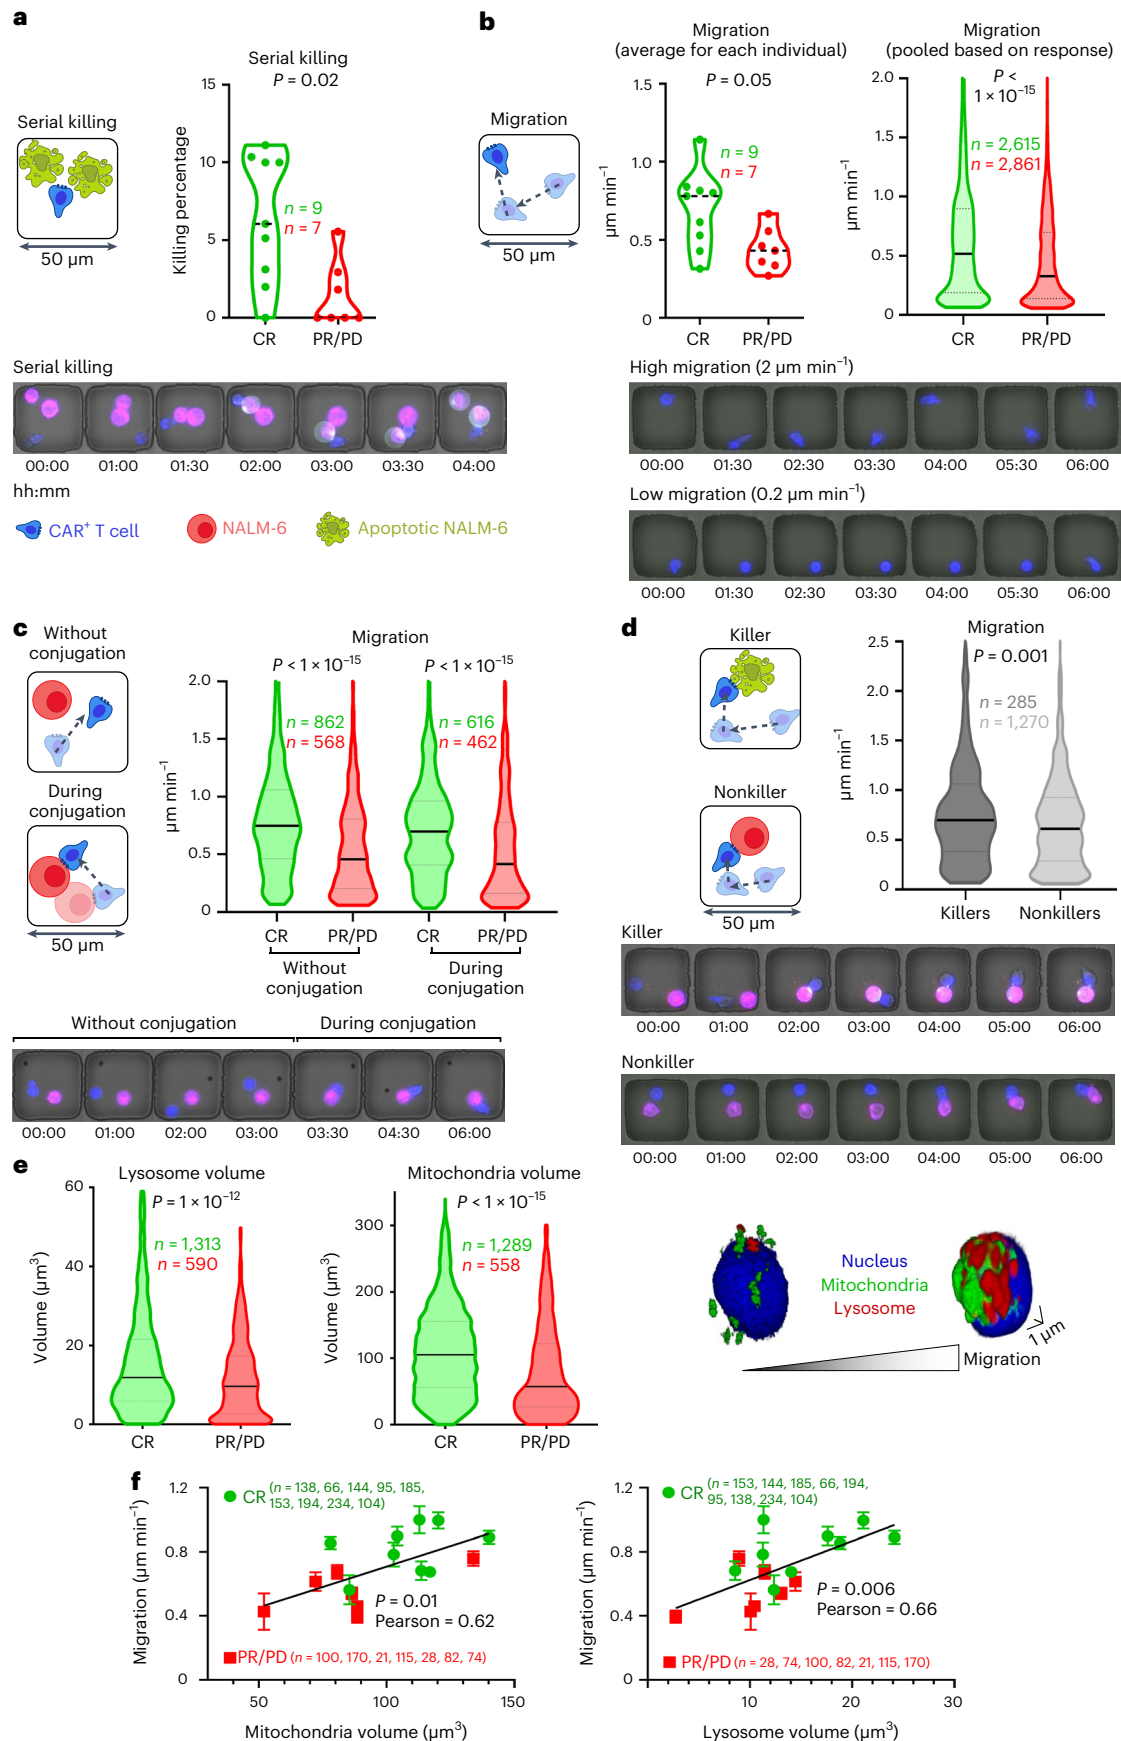 a
Serial killing
50 µm
Serial killing
P = 0.02
Killing percentage
15
10
5
0
n = 9
n = 7
CR
PR/PD
Serial killing
00:00 01:00 01:30 02:00 03:00 03:30 04:00
hh:mm
CAR+ T cell
NALM-6
Apoptotic NALM-6
b
Migration
50 µm
Migration
(average for each individual)
P = 0.05
µm min−1
1.5
1.0
0.5
0
n = 9
n = 7
CR
PR/PD
Migration
(pooled based on response)
P <
1 × 10−15
µm min−1
2.0
1.5
1.0
0.5
0
n = 2,615
n = 2,861
CR
PR/PD
High migration (2 µm min−1)
00:00 01:30 02:30 03:30 04:00 05:30 06:00
Low migration (0.2 µm min−1)
00:00 01:30 02:30 03:30 04:00 05:30 06:00
c
Without
conjugation
During
conjugation
50 µm
Migration
P < 1 × 10−15
P < 1 × 10−15
µm min−1
2.0
1.5
1.0
0.5
0
n = 862
n = 568
n = 616
n = 462
CR PR/PD CR PR/PD
Without
conjugation
During
conjugation
Without conjugation
During conjugation
00:00 01:00 02:00 03:00 03:30 04:30 06:00
d
Killer
Nonkiller
50 µm
Migration
P = 0.001
µm min−1
2.5
2.0
1.5
1.0
0.5
0
n = 285
n = 1,270
Killers
Nonkillers
Killer
00:00 01:00 02:00 03:00 04:00 05:00 06:00
Nonkiller
00:00 01:00 02:00 03:00 04:00 05:00 06:00
e
Lysosome volume
P = 1 × 10−12
Volume (µm3)
60
40
20
0
n = 1,313
n = 590
CR
PR/PD
Mitochondria volume
P < 1 × 10−15
Volume (µm3)
300
200
100
0
n = 1,289
n = 558
CR
PR/PD
Nucleus
Mitochondria
Lysosome
1 µm
Migration
f
Migration (µm min−1)
1.2
0.8
0.4
0
CR (n = 138, 66, 144, 95, 185,
153, 194, 234, 104)
P = 0.01
Pearson = 0.62
PR/PD (n = 100, 170, 21, 115, 28, 82, 74)
50 100 150
Mitochondria volume (µm3)
Migration (µm min−1)
1.2
0.8
0.4
0
CR (n = 153, 144, 185, 66, 194,
95, 138, 234, 104)
P = 0.006
Pearson = 0.66
PR/PD (n = 28, 74, 100, 82, 21, 115, 170)
10 20 30
Lysosome volume (µm3)